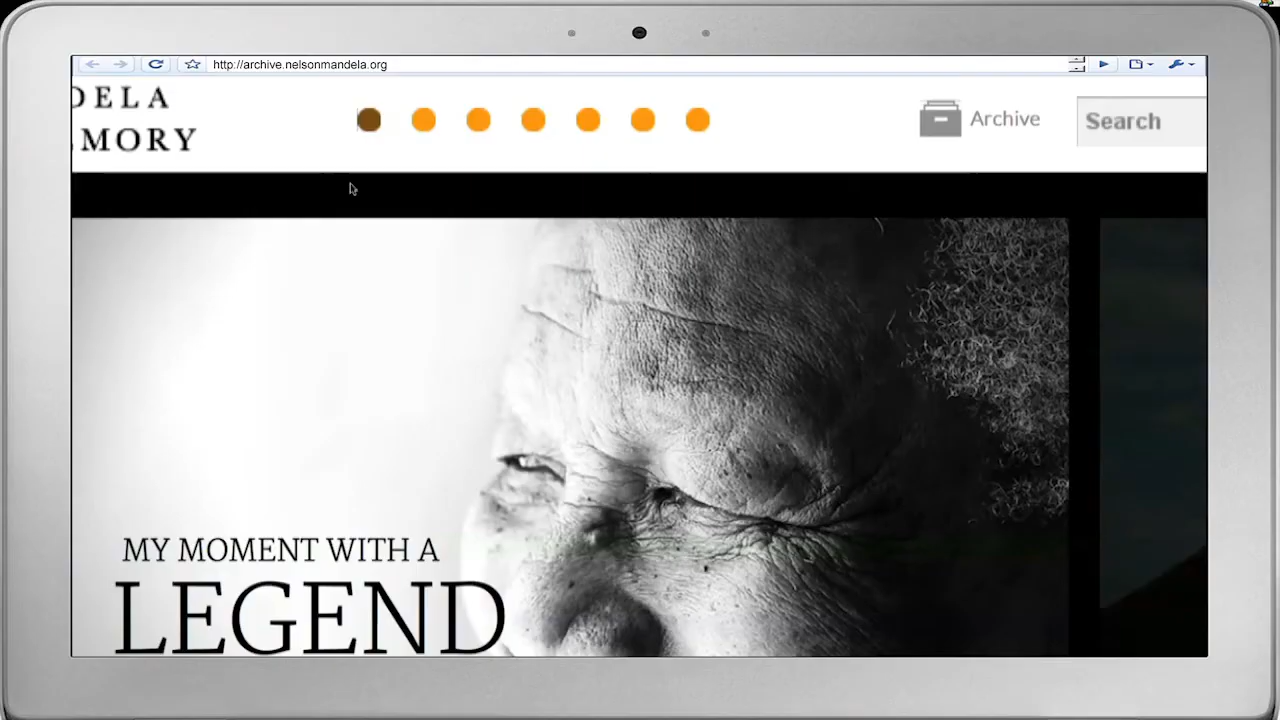 http://archive.nelsonmandela.org
DELA
MORY
Archive
Search
MY MOMENT WITH A
LEGEND